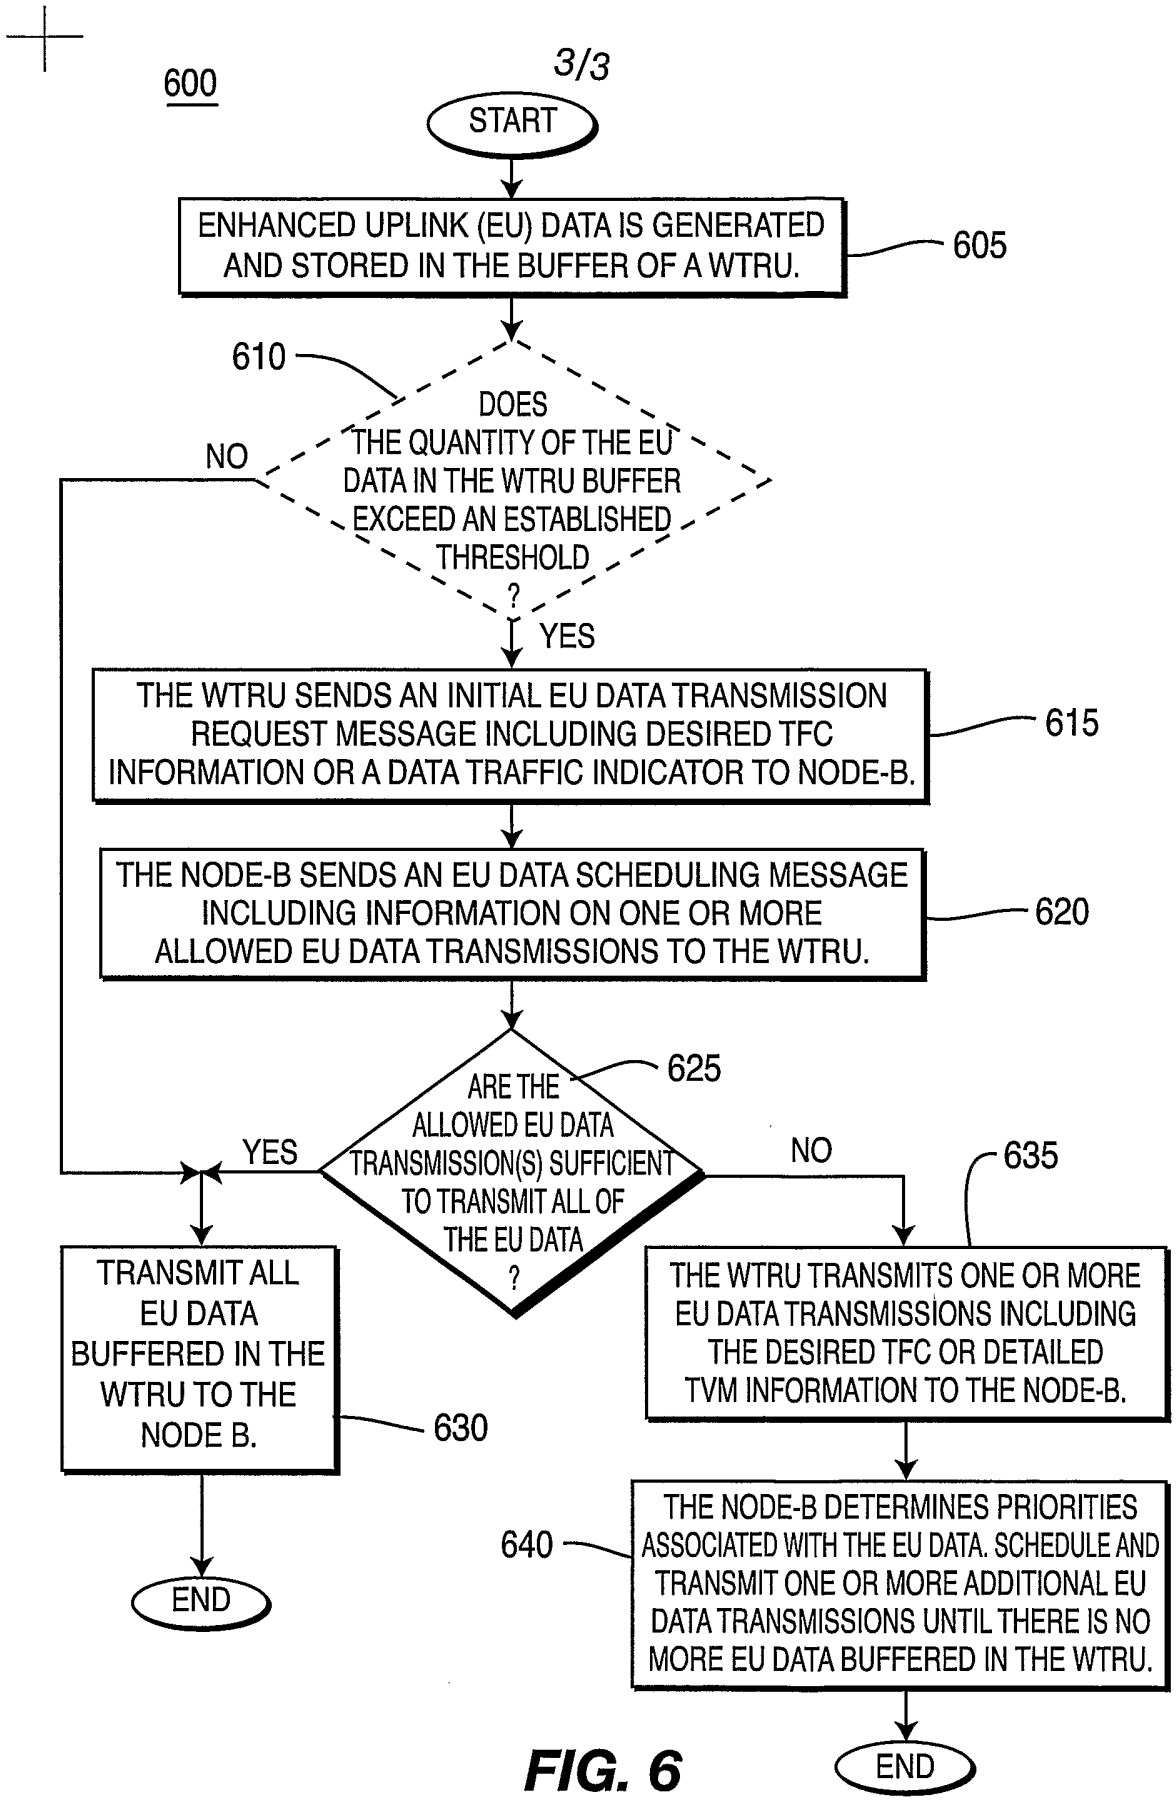 3/3
600
START
ENHANCED UPLINK (EU) DATA IS GENERATED
AND STORED IN THE BUFFER OF A WTRU.
605
610
DOES
THE QUANTITY OF THE EU
DATA IN THE WTRU BUFFER
EXCEED AN ESTABLISHED
THRESHOLD
?
NO
YES
THE WTRU SENDS AN INITIAL EU DATA TRANSMISSION
REQUEST MESSAGE INCLUDING DESIRED TFC
INFORMATION OR A DATA TRAFFIC INDICATOR TO NODE-B.
615
THE NODE-B SENDS AN EU DATA SCHEDULING MESSAGE
INCLUDING INFORMATION ON ONE OR MORE
ALLOWED EU DATA TRANSMISSIONS TO THE WTRU.
620
625
ARE THE
ALLOWED EU DATA
TRANSMISSION(S) SUFFICIENT
TO TRANSMIT ALL OF
THE EU DATA
?
YES
NO
TRANSMIT ALL
EU DATA
BUFFERED IN THE
WTRU TO THE
NODE B.
630
END
635
THE WTRU TRANSMITS ONE OR MORE
EU DATA TRANSMISSIONS INCLUDING
THE DESIRED TFC OR DETAILED
TVM INFORMATION TO THE NODE-B.
640
THE NODE-B DETERMINES PRIORITIES
ASSOCIATED WITH THE EU DATA. SCHEDULE AND
TRANSMIT ONE OR MORE ADDITIONAL EU
DATA TRANSMISSIONS UNTIL THERE IS NO
MORE EU DATA BUFFERED IN THE WTRU.
END
FIG. 6